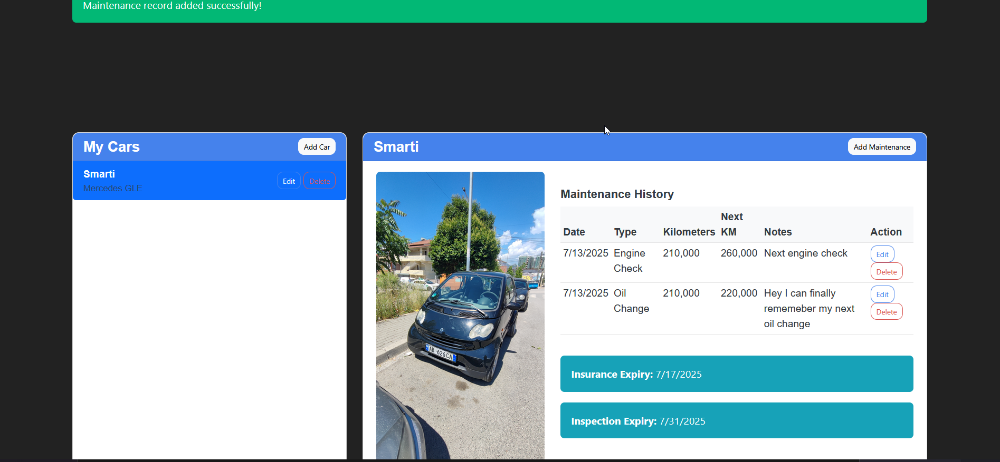 Maintenance record added successfully!
My Cars
Add Car
Smarti
Mercedes GLE
Edit
Delete
Smarti
Add Maintenance
AB 626CA
Maintenance History
Date Type Kilometers Next KM Notes Action
7/13/2025 Engine Check 210,000 260,000 Next engine check Edit Delete
7/13/2025 Oil Change 210,000 220,000 Hey I can finally
rememeber my next
oil change
Edit
Delete
Insurance Expiry: 7/17/2025
Inspection Expiry: 7/31/2025